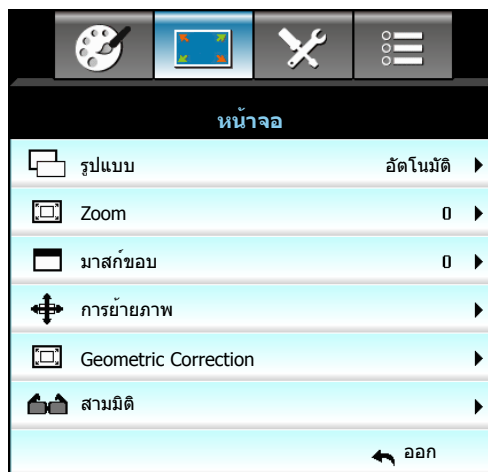 หน้าจอ
รูปแบบ อัตโนมัติ
Zoom 0
มาสก์ขอบ 0
การย้ายภาพ
Geometric Correction
สามมิติ
ออก